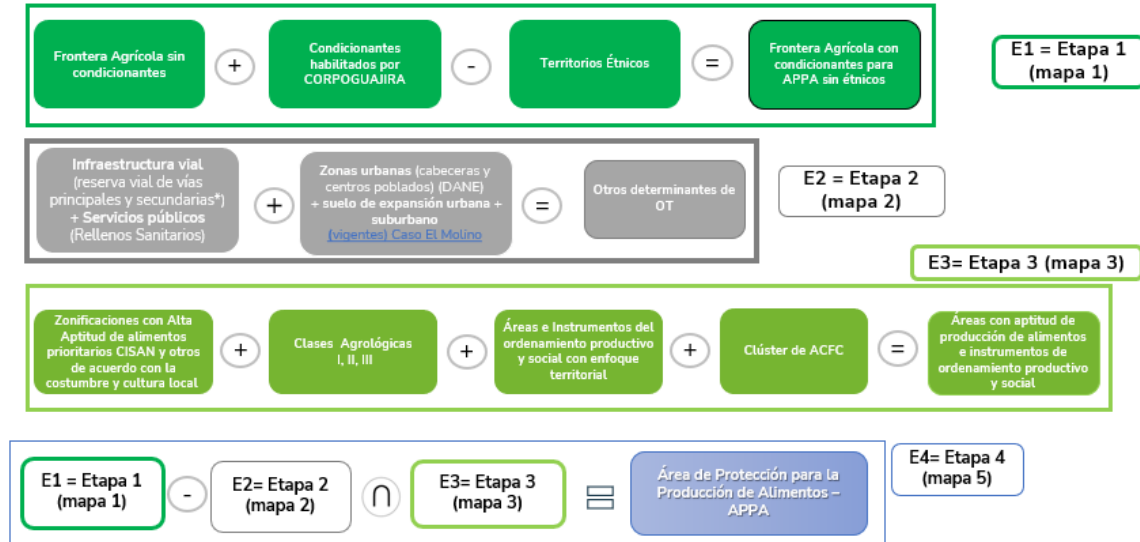 Frontera Agrícola sin
condicionantes
+
Condicionantes
habilitados por
CORPOGUAJIRA
-
Territorios Étnicos
=
Frontera Agrícola con
condicionantes para
APPA sin étnicos
E1 = Etapa 1
(mapa 1)
Infraestructura vial
(reserva vial de vías
principales y secundarias*)
+ Servicios públicos
(Rellenos Sanitarios)
+
Zonas urbanas (cabeceras y
centros poblados) (DANE)
+ suelo de expansión urbana +
suburbano
(vigentes) Caso El Molino
=
Otros determinantes de
OT
E2 = Etapa 2
(mapa 2)
E3= Etapa 3 (mapa 3)
Zonificaciones con Alta
Aptitud de alimentos
prioritarios CISAN y otros
de acuerdo con la
costumbre y cultura local
+
Clases Agrológicas
I, II, III
+
Áreas e Instrumentos del
ordenamiento productivo
y social con enfoque
territorial
+
Clúster de ACFC
=
Áreas con aptitud de
producción de alimentos
e instrumentos de
ordenamiento productivo
y social
E1 = Etapa 1
(mapa 1)
-
E2= Etapa 2
(mapa 2)
∩
E3= Etapa 3
(mapa 3)
=
Área de Protección para la
Producción de Alimentos –
APPA
E4= Etapa 4
(mapa 5)